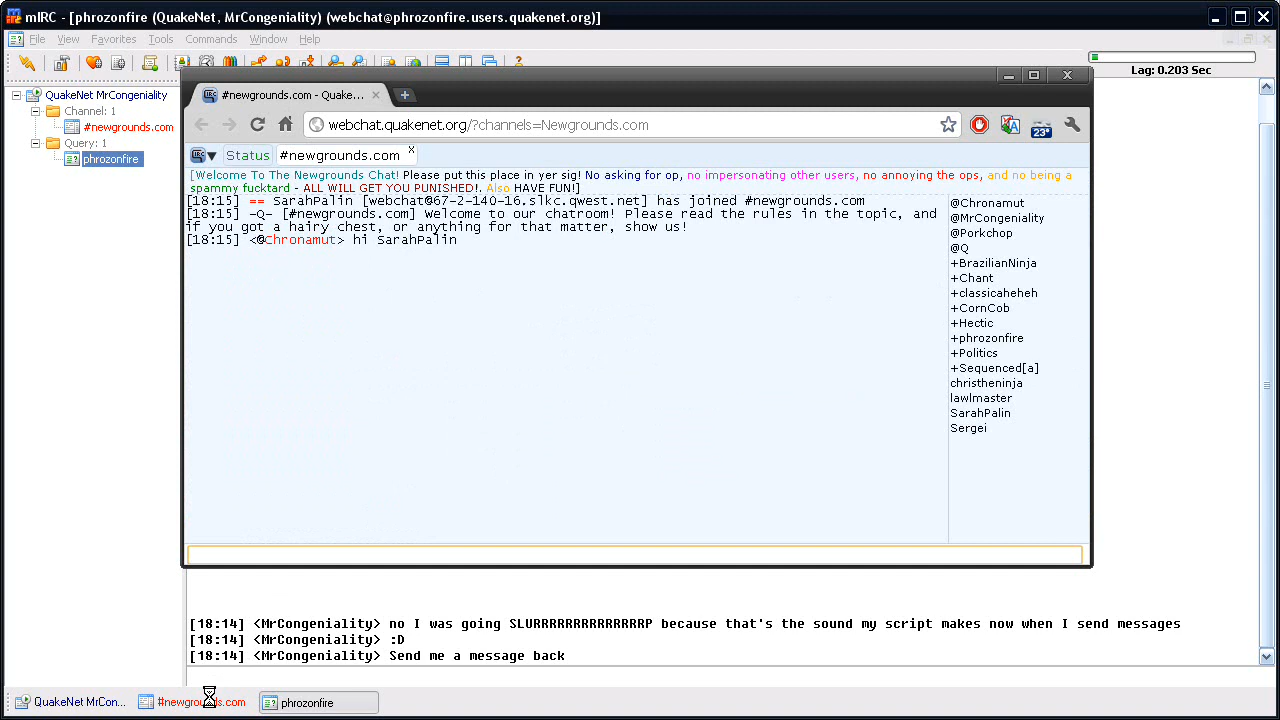 mIRC - [phrozonfire (QuakeNet, MrCongeniality) (webchat@phrozonfire.users.quakenet.org)]
File View Favorites Tools Commands Window Help
Lag: 0.203 Sec
QuakeNet MrCongeniality
Channel: 1
#newgrounds.com
Query: 1
phrozonfire
#newgrounds.com - Quake...
webchat.quakenet.org/?channels=Newgrounds.com
23°
IRC Status #newgrounds.com x
[Welcome To The Newgrounds Chat! Please put this place in yer sig! No asking for op, no impersonating other users, no annoying the ops, and no being a
spammy fucktard - ALL WILL GET YOU PUNISHED!. Also HAVE FUN!]
[18:15] == SarahPalin [webchat@67-2-140-16.slkc.qwest.net] has joined #newgrounds.com
[18:15] -Q- [#newgrounds.com] Welcome to our chatroom! Please read the rules in the topic, and
if you got a hairy chest, or anything for that matter, show us!
[18:15] <@Chronamut> hi SarahPalin
@Chronamut
@MrCongeniality
@Porkchop
@Q
+BrazilianNinja
+Chant
+classicaheheh
+CornCob
+Hectic
+phrozonfire
+Politics
+Sequenced[a]
christheninja
lawlmaster
SarahPalin
Sergei
[18:14] <MrCongeniality> no I was going SLURRRRRRRRRRRRRRP because that's the sound my script makes now when I send messages
[18:14] <MrCongeniality> :D
[18:14] <MrCongeniality> Send me a message back
QuakeNet MrCon... #newgrounds.com phrozonfire